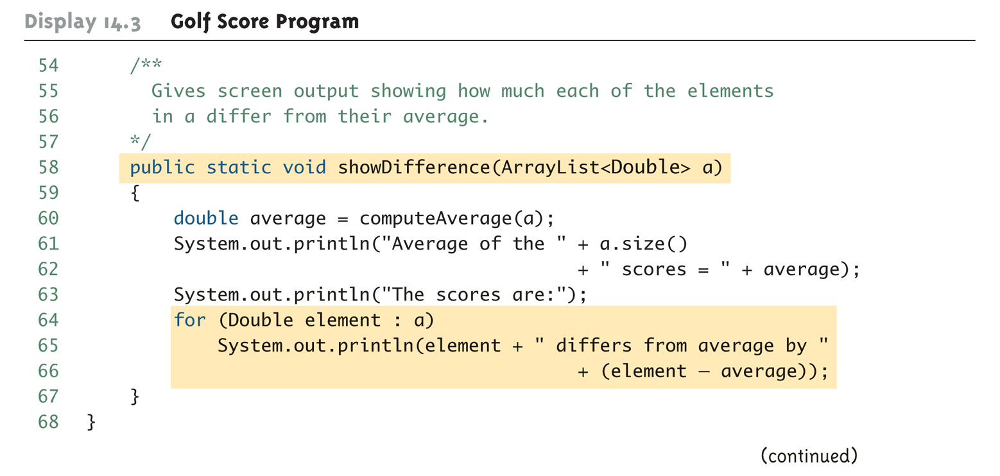 Display 14.3 Golf Score Program
54 /**
55 Gives screen output showing how much each of the elements
56 in a differ from their average.
57 */
58 public static void showDifference(ArrayList<Double> a)
59 {
60 double average = computeAverage(a);
61 System.out.println("Average of the " + a.size()
62 + " scores = " + average);
63 System.out.println("The scores are:");
64 for (Double element : a)
65 System.out.println(element + " differs from average by "
66 + (element – average));
67 }
68 }
(continued)